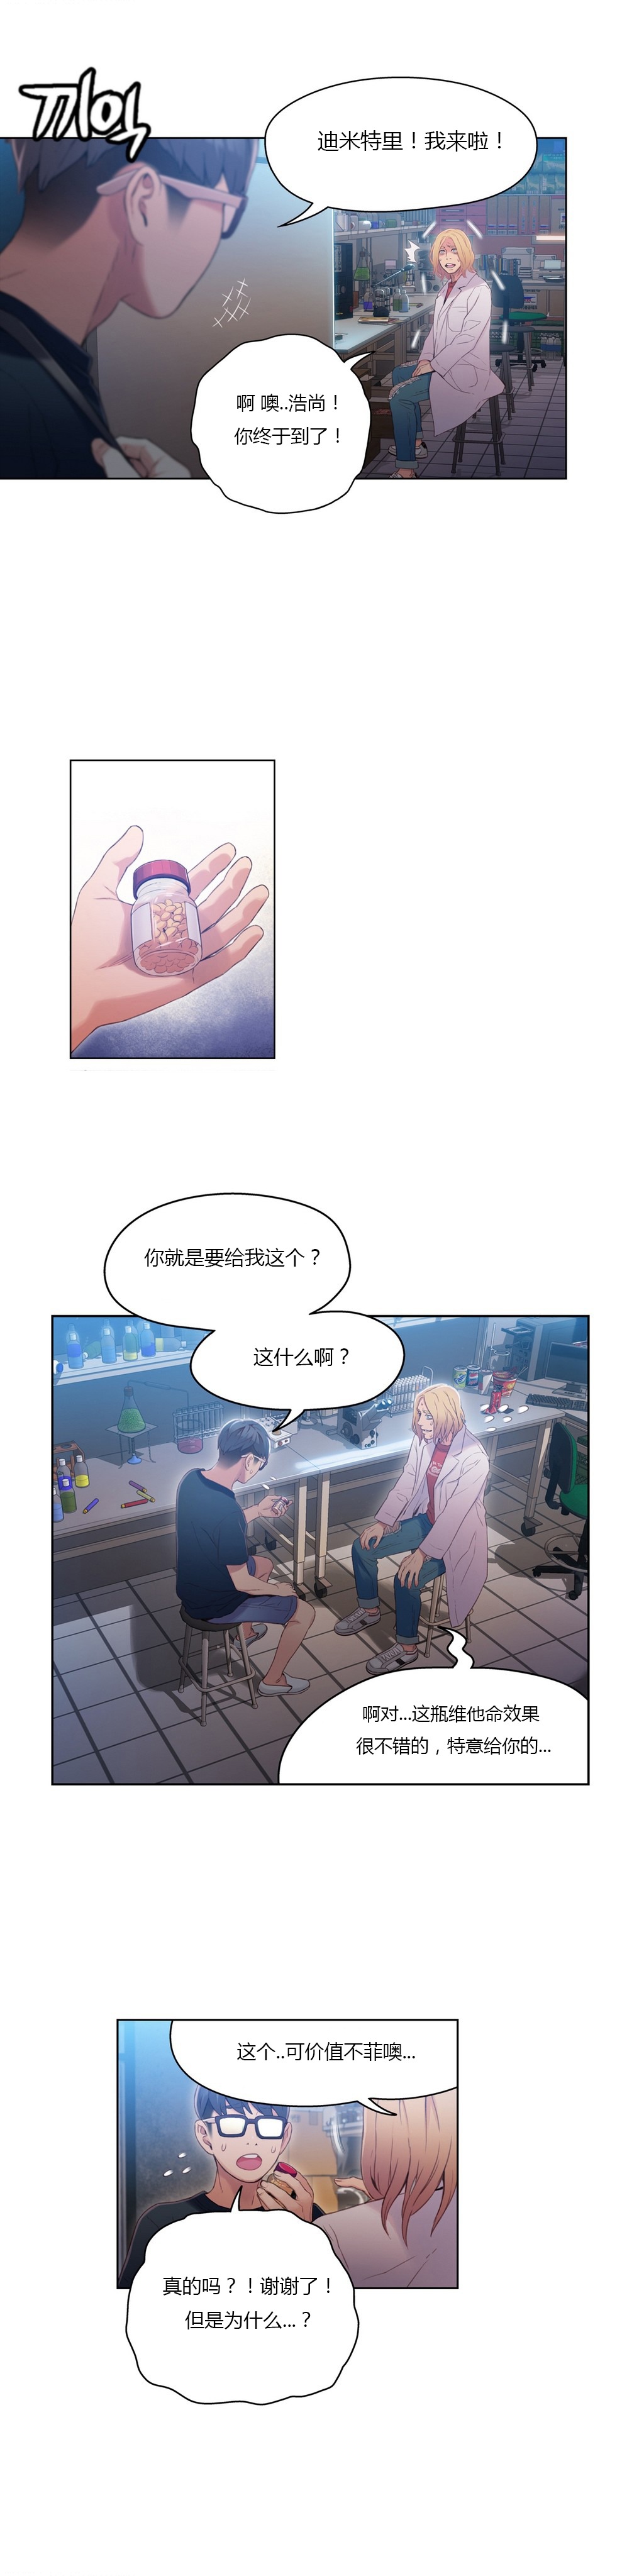 끼익
迪米特里！我来啦！
啊 噢..浩尚！
你终于到了！
你就是要给我这个？
这什么啊？
啊对...这瓶维他命效果
很不错的，特意给你的...
这个..可价值不菲噢...
真的吗？！谢谢了！
但是为什么...？